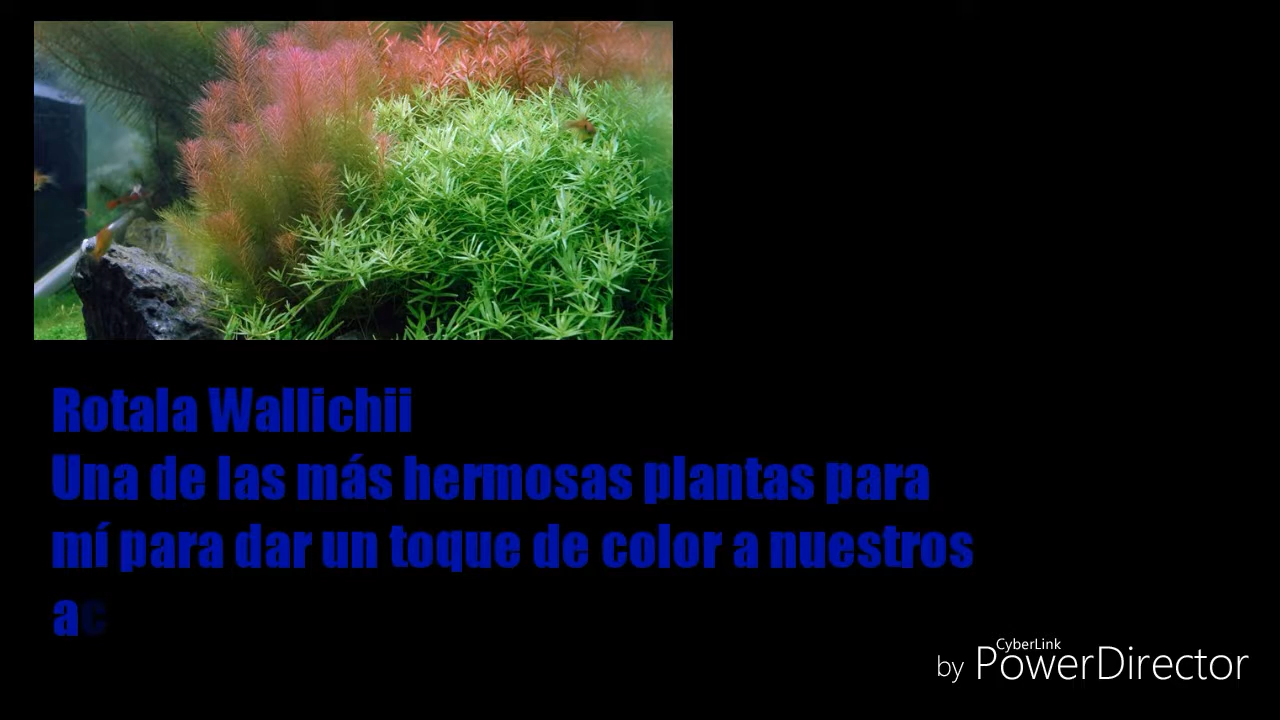 Rotala Wallichii
Una de las más hermosas plantas para
mí para dar un toque de color a nuestros
ac
CyberLink
by PowerDirector